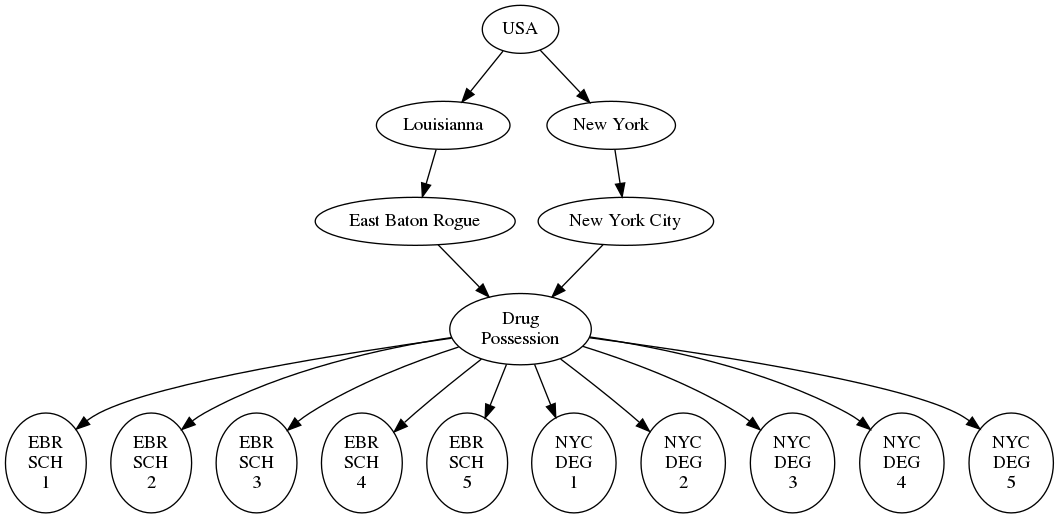 USA
Louisianna
New York
East Baton Rogue
New York City
Drug
Possession
EBR
SCH
1
EBR
SCH
2
EBR
SCH
3
EBR
SCH
4
EBR
SCH
5
NYC
DEG
1
NYC
DEG
2
NYC
DEG
3
NYC
DEG
4
NYC
DEG
5